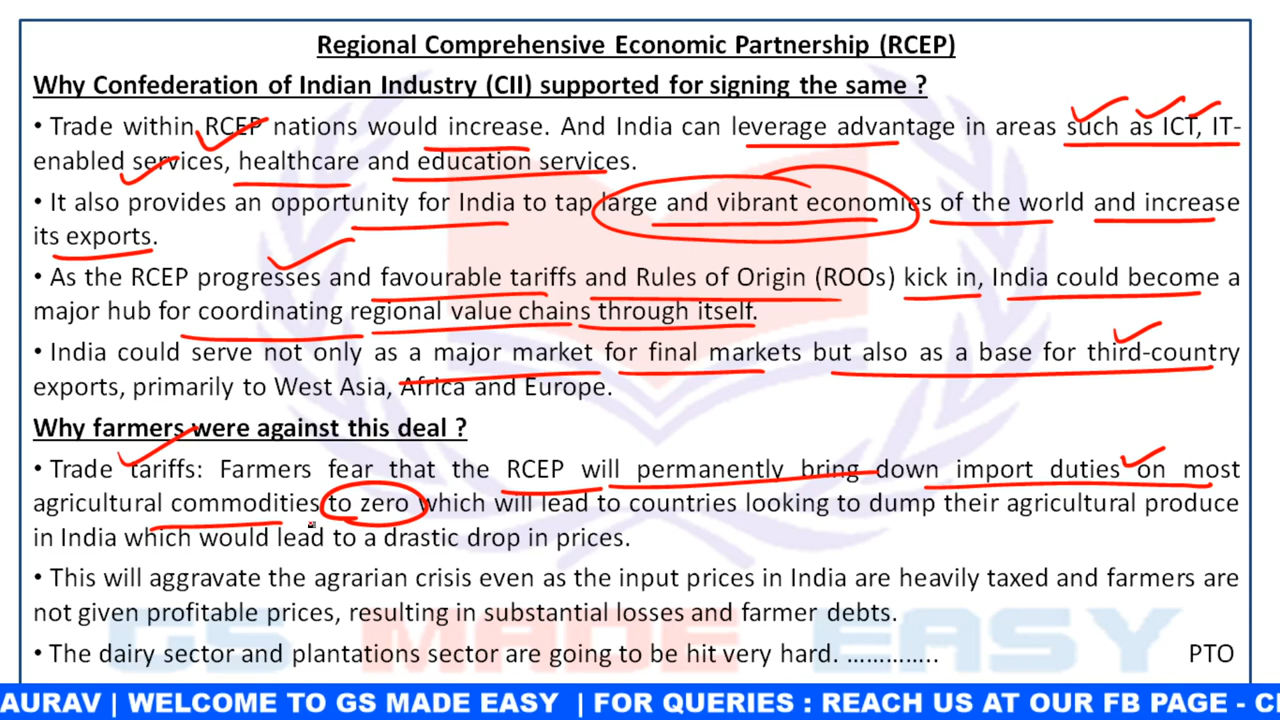 Regional Comprehensive Economic Partnership (RCEP)
Why Confederation of Indian Industry (CII) supported for signing the same ?
• Trade within RCEP nations would increase. And India can leverage advantage in areas such as ICT, IT-
enabled services, healthcare and education services.
• It also provides an opportunity for India to tap large and vibrant economies of the world and increase
its exports.
• As the RCEP progresses and favourable tariffs and Rules of Origin (ROOs) kick in, India could become a
major hub for coordinating regional value chains through itself.
• India could serve not only as a major market for final markets but also as a base for third-country
exports, primarily to West Asia, Africa and Europe.
Why farmers were against this deal ?
• Trade tariffs: Farmers fear that the RCEP will permanently bring down import duties on most
agricultural commodities to zero which will lead to countries looking to dump their agricultural produce
in India which would lead to a drastic drop in prices.
• This will aggravate the agrarian crisis even as the input prices in India are heavily taxed and farmers are
not given profitable prices, resulting in substantial losses and farmer debts.
• The dairy sector and plantations sector are going to be hit very hard. ………….. PTO
GS MADE EASY
AURAV | WELCOME TO GS MADE EASY | FOR QUERIES : REACH US AT OUR FB PAGE -